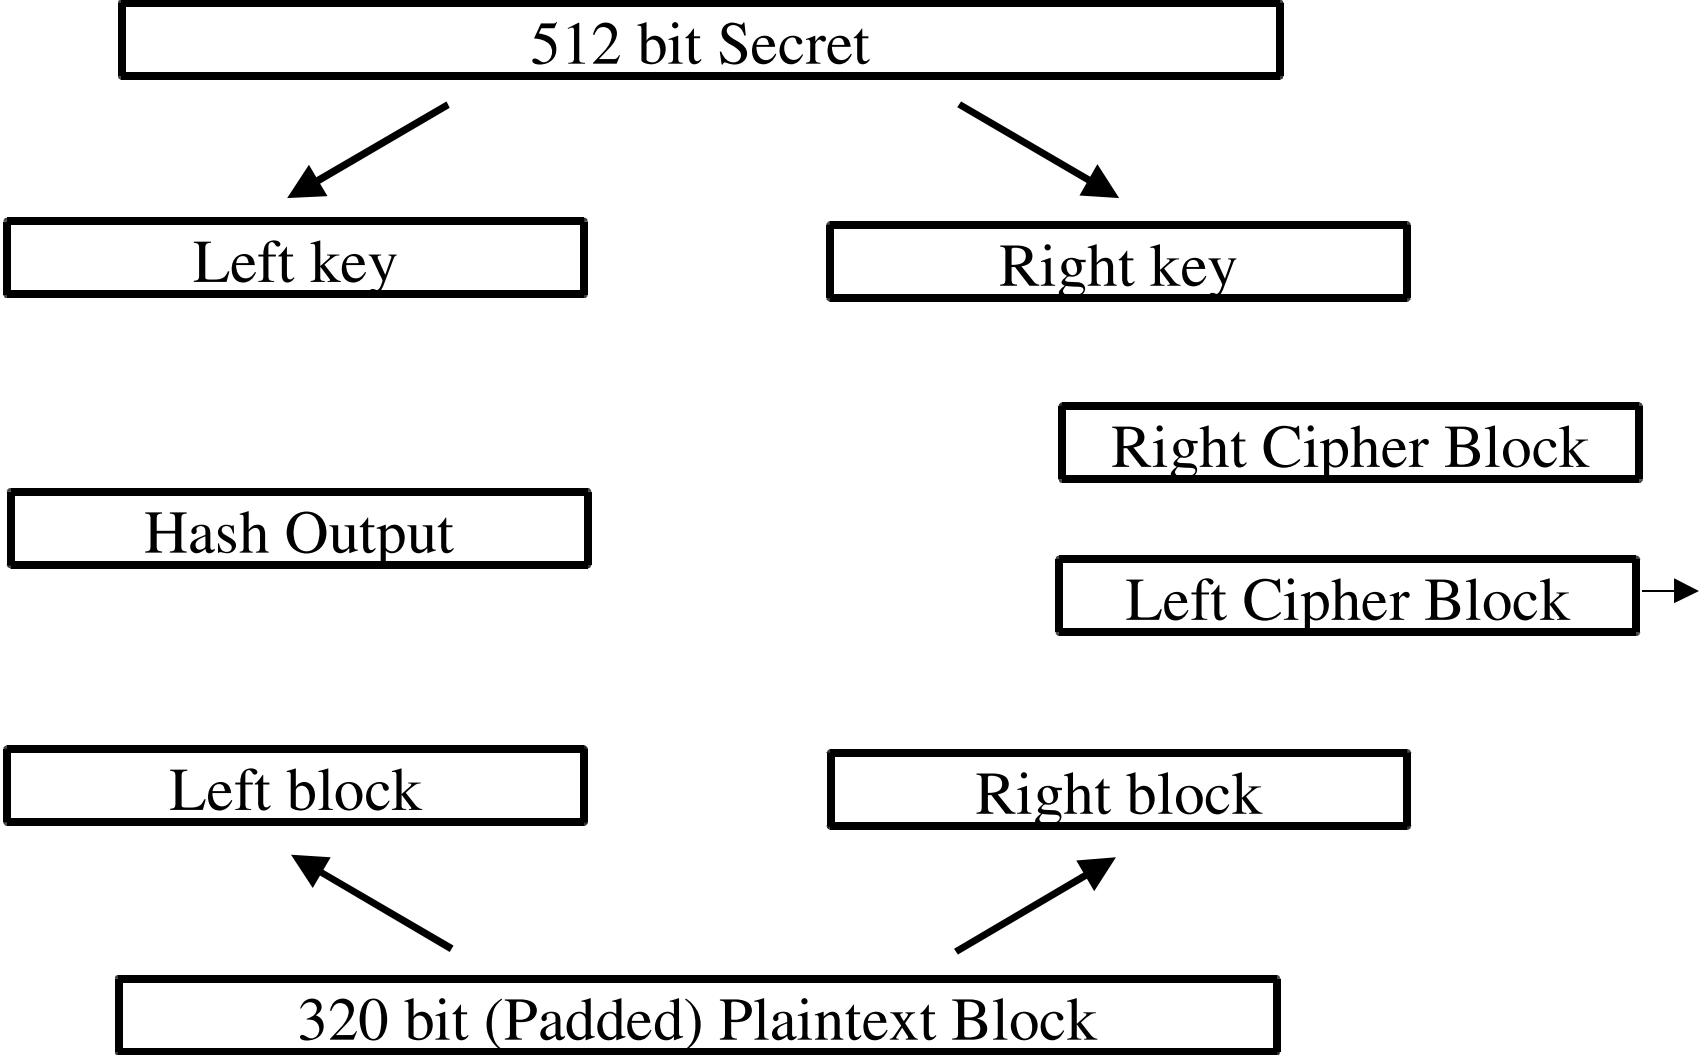 512 bit Secret
Left key
Right key
Right Cipher Block
Hash Output
Left Cipher Block
Left block
Right block
320 bit (Padded) Plaintext Block